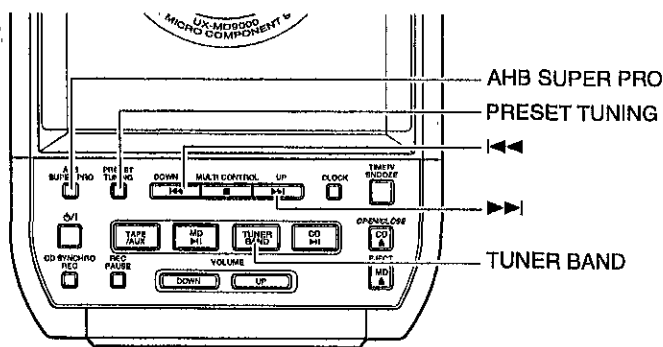 UX-MD9000
MICRO COMPONENT
AHB SUPER PRO
PRESET TUNING
AHB SUPER PRO
PRESET TUNING
DOWN
MULTI CONTROL
UP
CLOCK
TIMER/ SNOOZE
TAPE /AUX
MD
TUNER BAND
CD
OPEN/CLOSE
CD
CD SYNCHRO REC
REC PAUSE
VOLUME
DOWN
UP
EJECT
MD
TUNER BAND